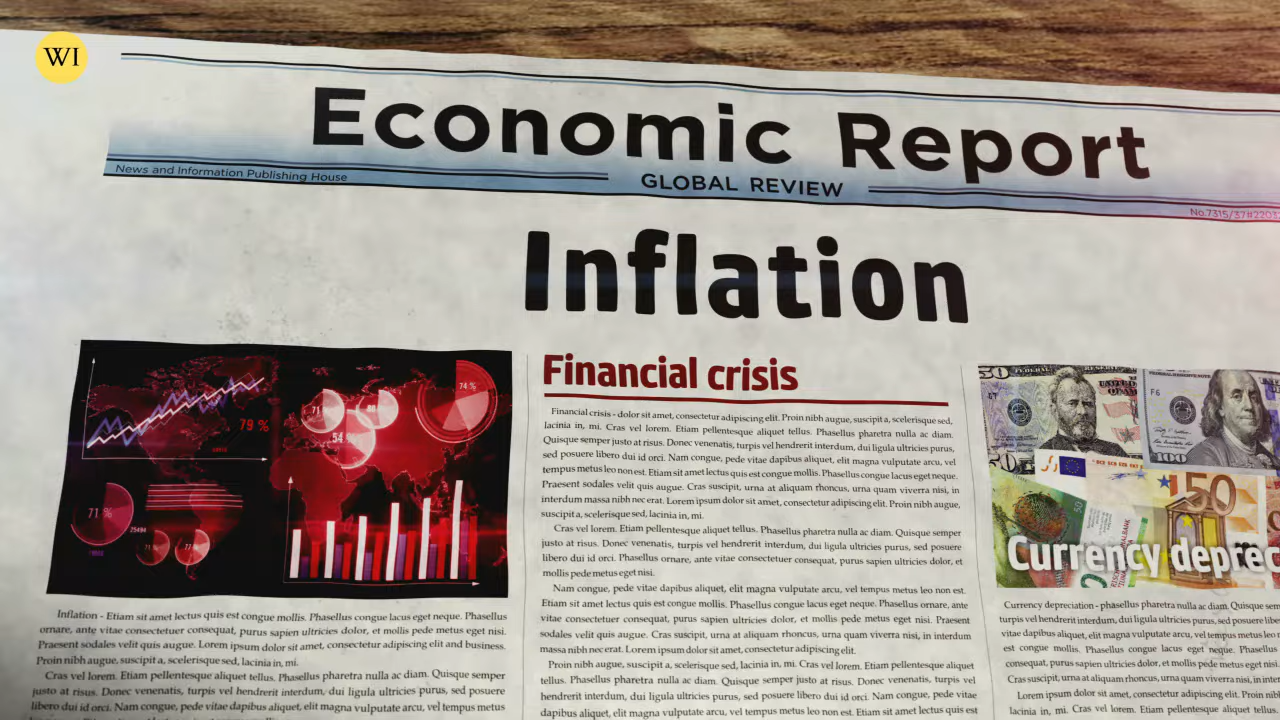 WI
Economic Report
News and Information Publishing House
GLOBAL REVIEW
Inflation
79 %
71
54 %
74 %
71 %
25494
Inflation - Etiam sit amet lectus quis est congue mollis. Phasellus congue lacus eget neque. Phasellus
ornare, ante vitae consectetuer consequat, purus sapien ultricies dolor, et mollis pede metus eget nisi.
Praesent sodales velit quis augue. Lorem ipsum dolor sit amet, consectetur adipiscing elit and business.
Proin nibh augue, suscipit a, scelerisque sed, lacinia in, mi.
Cras vel lorem. Etiam pellentesque aliquet tellus. Phasellus pharetra nulla ac diam. Quisque semper
justo at risus. Donec venenatis, turpis vel hendrerit interdum, dui ligula ultricies purus, sed posuere
libero dui id orci. Nam congue, pede vitae dapibus aliquet, elit magna vulputate arcu, vel tempus metus
Financial crisis
Financial crisis - dolor sit amet, consectetur adipiscing elit. Proin nibh augue, suscipit a, scelerisque sed,
lacinia in, mi. Cras vel lorem. Etiam pellentesque aliquet tellus. Phasellus pharetra nulla ac diam.
Quisque semper justo at risus. Donec venenatis, turpis vel hendrerit interdum, dui ligula ultricies purus,
sed posuere libero dui id orci. Nam congue, pede vitae dapibus aliquet, elit magna vulputate arcu, vel
tempus metus leo non est. Etiam sit amet lectus quis est congue mollis. Phasellus congue lacus eget neque.
Praesent sodales velit quis augue. Cras suscipit, urna at aliquam rhoncus, urna quam viverra nisi, in
interdum massa nibh nec erat. Lorem ipsum dolor sit amet, consectetur adipiscing elit. Proin nibh augue,
suscipit a, scelerisque sed, lacinia in, mi.
Cras vel lorem. Etiam pellentesque aliquet tellus. Phasellus pharetra nulla ac diam. Quisque semper
justo at risus. Donec venenatis, turpis vel hendrerit interdum, dui ligula ultricies purus, sed posuere
libero dui id orci. Phasellus ornare, ante vitae consectetuer consequat, purus sapien ultricies dolor, et
mollis pede metus eget nisi.
Nam congue, pede vitae dapibus aliquet, elit magna vulputate arcu, vel tempus metus leo non est.
Etiam sit amet lectus quis est congue mollis. Phasellus congue lacus eget neque. Phasellus ornare, ante
vitae consectetuer consequat, purus sapien ultricies dolor, et mollis pede metus eget nisi. Praesent
sodales velit quis augue. Cras suscipit, urna at aliquam rhoncus, urna quam viverra nisi, in interdum
massa nibh nec erat. Lorem ipsum dolor sit amet, consectetur adipiscing elit.
Proin nibh augue, suscipit a, scelerisque sed, lacinia in, mi. Cras vel lorem. Etiam pellentesque aliquet
tellus. Phasellus pharetra nulla ac diam. Quisque semper justo at risus. Donec venenatis, turpis vel
hendrerit interdum, dui ligula ultricies purus, sed posuere libero dui id orci. Nam congue, pede vitae
dapibus aliquet, elit magna vulputate arcu, vel tempus metus leo non est. Etiam sit amet lectus quis est
50
F6
100
50
Currency deprec
Currency depreciation - phasellus pharetra nulla ac diam. Quisque sem
turpis vel hendrerit interdum, dui ligula ultricies purus, sed posuere libe
vitae dapibus aliquet, elit magna vulputate arcu, vel tempus metus leo
est congue mollis. Phasellus congue lacus eget neque. Phasellus
consequat, purus sapien ultricies dolor, et mollis pede metus eget nisi.
Cras suscipit, urna at aliquam rhoncus, urna quam viverra nisi, in inter
Lorem ipsum dolor sit amet, consectetur adipiscing elit. Proin nib
lacinia in, mi. Cras vel lorem. Etiam pellentesque aliquet tellus.